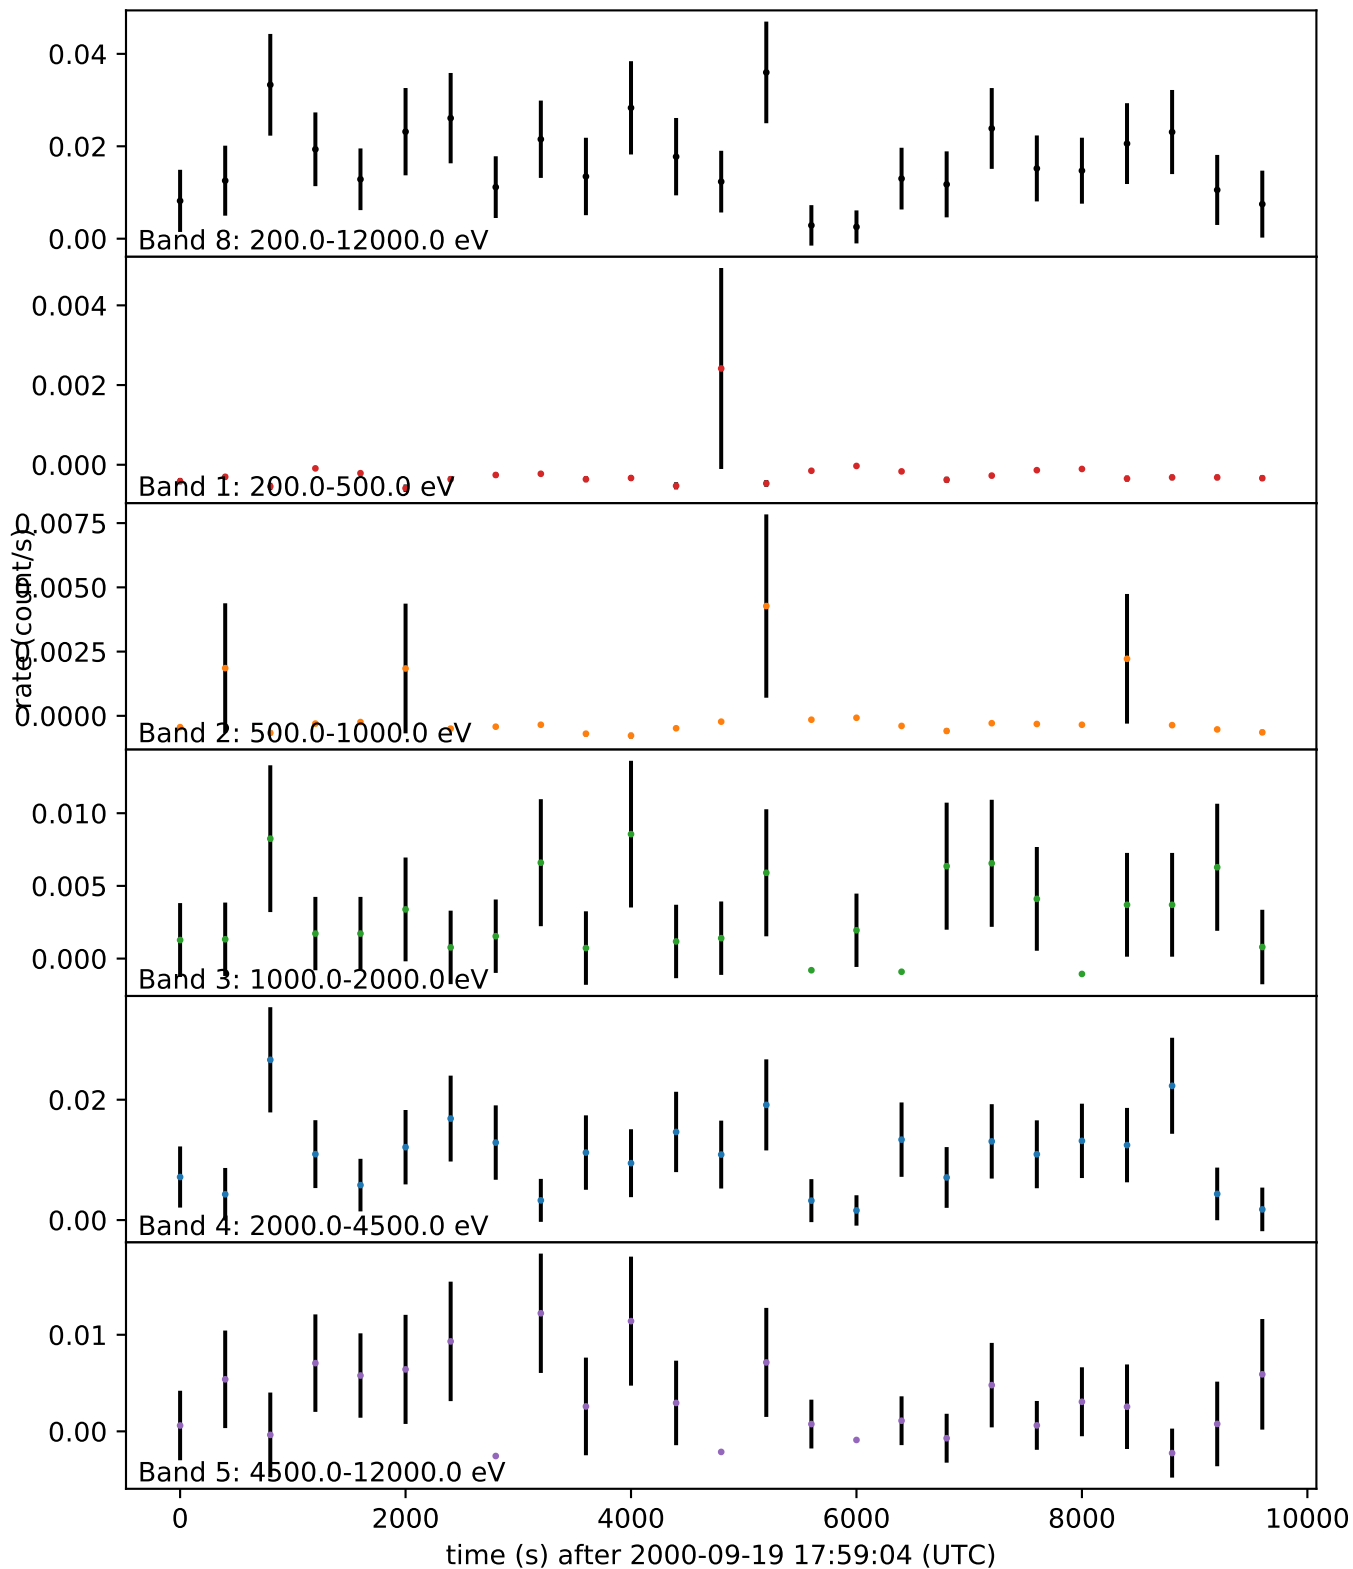 0.04
0.02
0.00
Band 8: 200.0-12000.0 eV
0.004
0.002
0.000
Band 1: 200.0-500.0 eV
rate (count/s)
0.0075
0.0050
0.0025
0.0000
Band 2: 500.0-1000.0 eV
0.010
0.005
0.000
Band 3: 1000.0-2000.0 eV
0.02
0.00
Band 4: 2000.0-4500.0 eV
0.01
0.00
Band 5: 4500.0-12000.0 eV
0 2000 4000 6000 8000 10000
time (s) after 2000-09-19 17:59:04 (UTC)